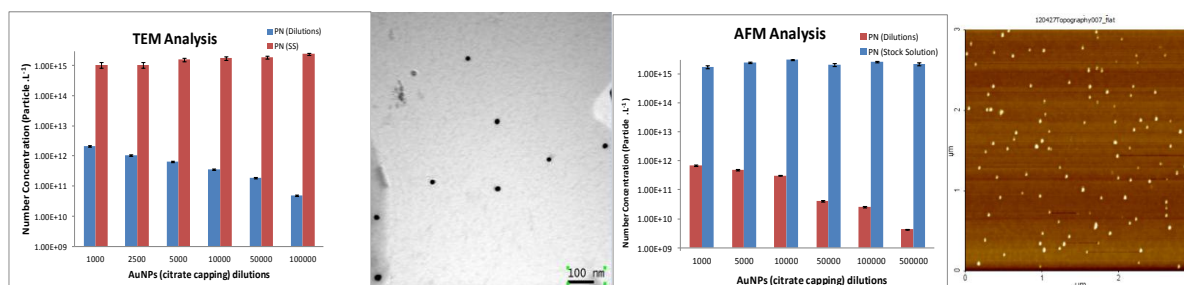 TEM Analysis
PN (Dilutions)
PN (SS)
Number Concentration (Particle .L⁻¹)
1.00E+15
1.00E+14
1.00E+13
1.00E+12
1.00E+11
1.00E+10
1.00E+09
1000 2500 5000 10000 50000 100000
AuNPs (citrate capping) dilutions
100 nm
AFM Analysis
PN (Dilutions)
PN (Stock Solution)
Number Concentration (Particle .L⁻¹)
1.00E+15
1.00E+14
1.00E+13
1.00E+12
1.00E+11
1.00E+10
1.00E+09
1000 5000 10000 50000 100000 500000
AuNPs (citrate capping) dilutions
120427Topography007_flat
3
2
um
1
0
0 1 2
um